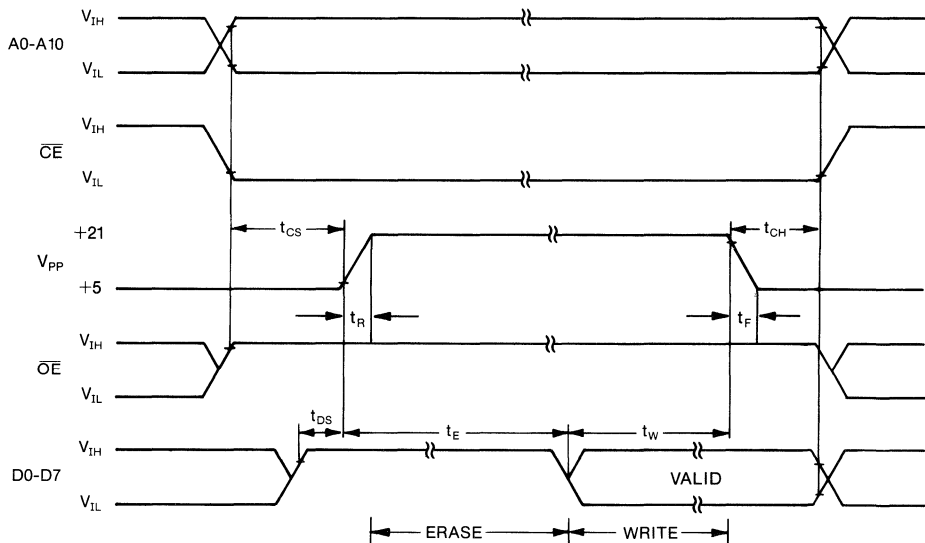 V_IH
A0-A10
V_IL
V_IH
CE
V_IL
t_CS
t_CH
+21
V_PP
+5
t_R
t_F
V_IH
OE
V_IL
t_DS
t_E
t_W
V_IH
D0-D7
VALID
V_IL
ERASE
WRITE